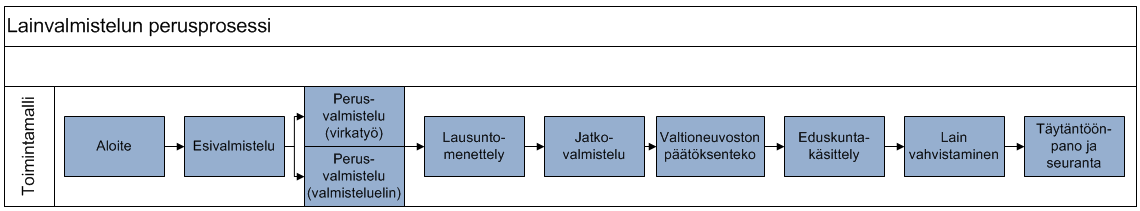 Lainvalmistelun perusprosessi
Toimintamalli
Aloite
Esivalmistelu
Perus-
valmistelu
(virkatyö)
Perus-
valmistelu
(valmisteluelin)
Lausunto-
menettely
Jatko-
valmistelu
Valtioneuvoston
päätöksenteko
Eduskunta-
käsittely
Lain
vahvistaminen
Täytäntöön-
pano ja
seuranta